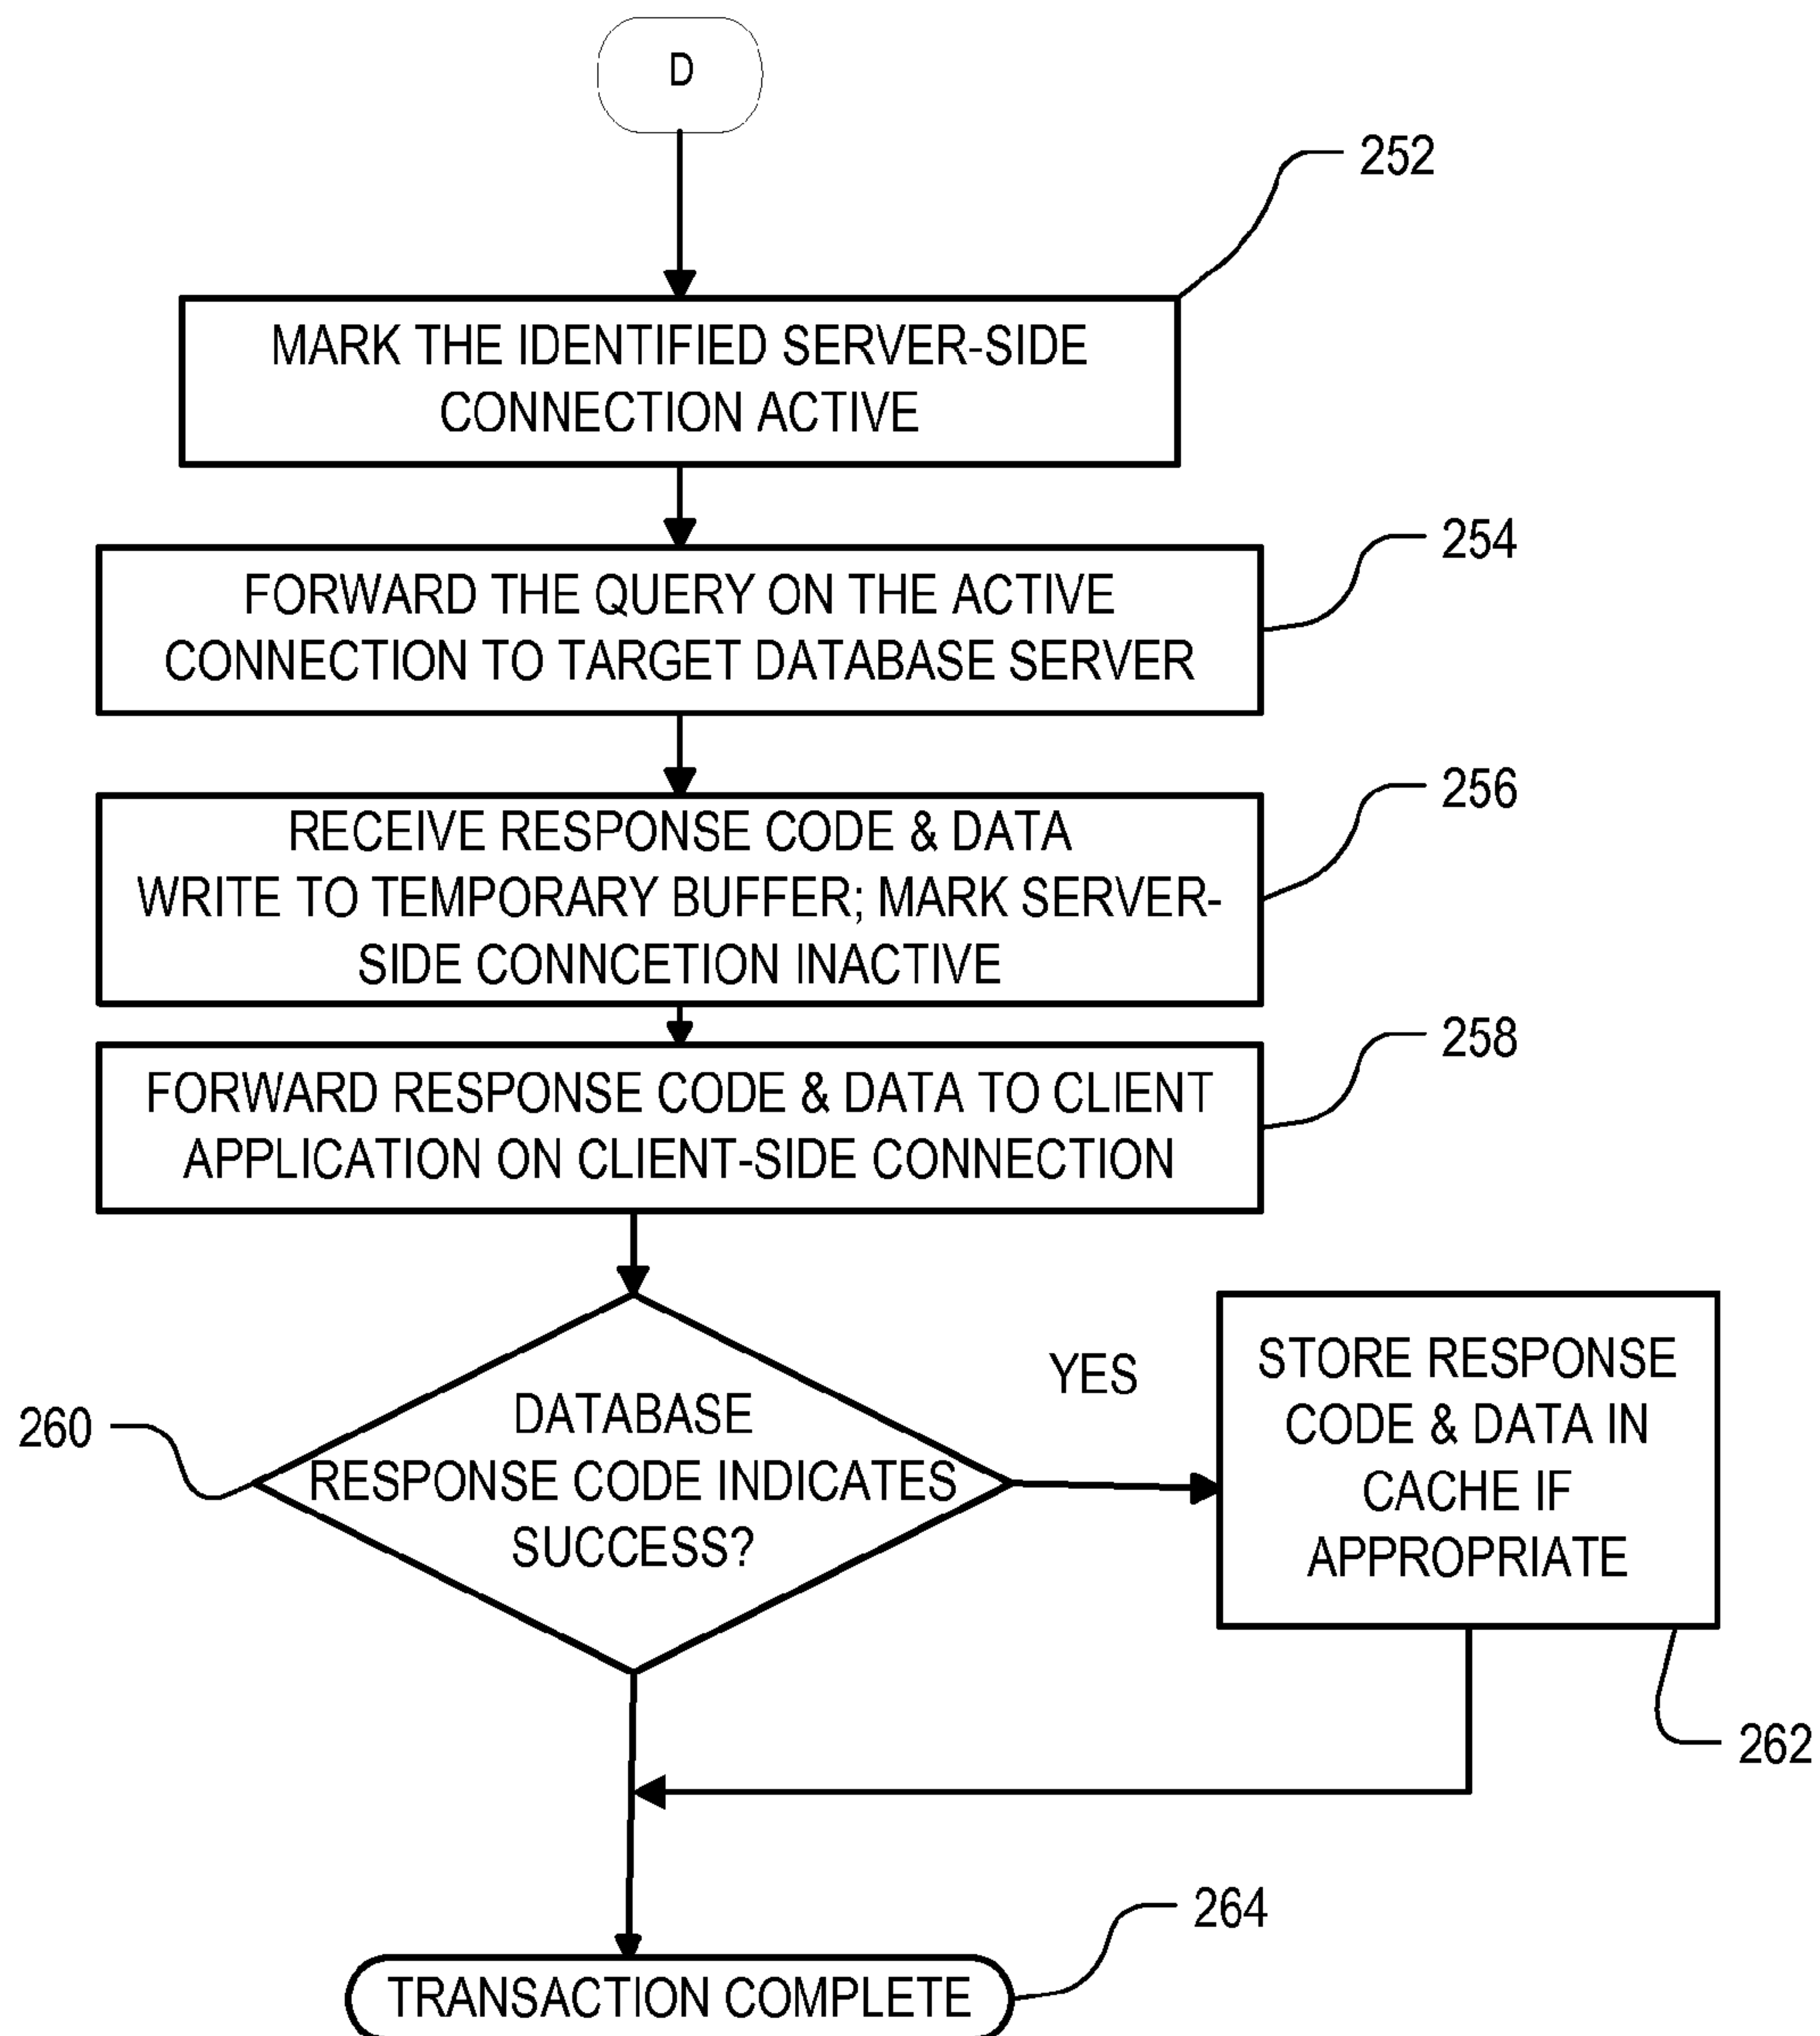 D
252
MARK THE IDENTIFIED SERVER-SIDE
CONNECTION ACTIVE
254
FORWARD THE QUERY ON THE ACTIVE
CONNECTION TO TARGET DATABASE SERVER
256
RECEIVE RESPONSE CODE & DATA
WRITE TO TEMPORARY BUFFER; MARK SERVER-
SIDE CONNCETION INACTIVE
258
FORWARD RESPONSE CODE & DATA TO CLIENT
APPLICATION ON CLIENT-SIDE CONNECTION
260
DATABASE
RESPONSE CODE INDICATES
SUCCESS?
YES
STORE RESPONSE
CODE & DATA IN
CACHE IF
APPROPRIATE
262
264
TRANSACTION COMPLETE